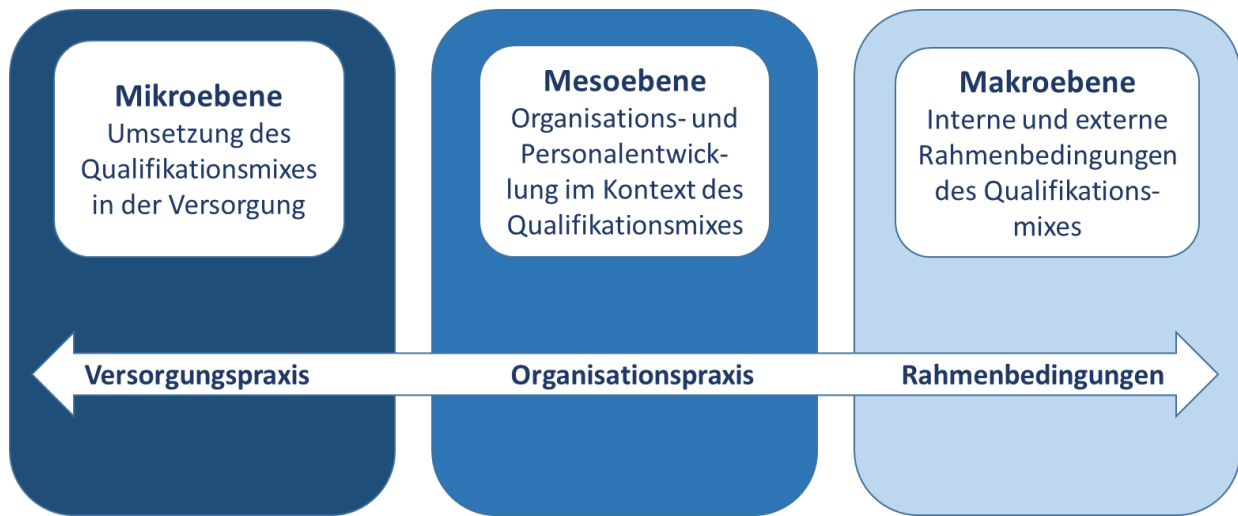 Mikroebene
Umsetzung des
Qualifikationsmixes
in der Versorgung
Mesoebene
Organisations- und
Personalentwick-
lung im Kontext des
Qualifikationsmixes
Makroebene
Interne und externe
Rahmenbedingungen
des Qualifikations-
mixes
Versorgungspraxis
Organisationspraxis
Rahmenbedingungen